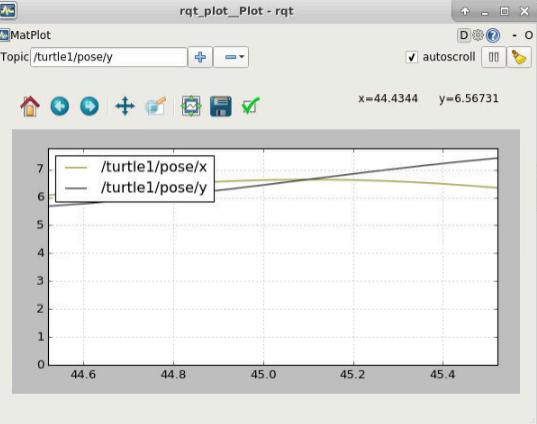 rqt_plot__Plot - rqt
MatPlot
D
- O
Topic /turtle1/pose/y
autoscroll
x=44.4344 y=6.56731
/turtle1/pose/x
/turtle1/pose/y
7
6
5
4
3
2
1
0
44.6 44.8 45.0 45.2 45.4